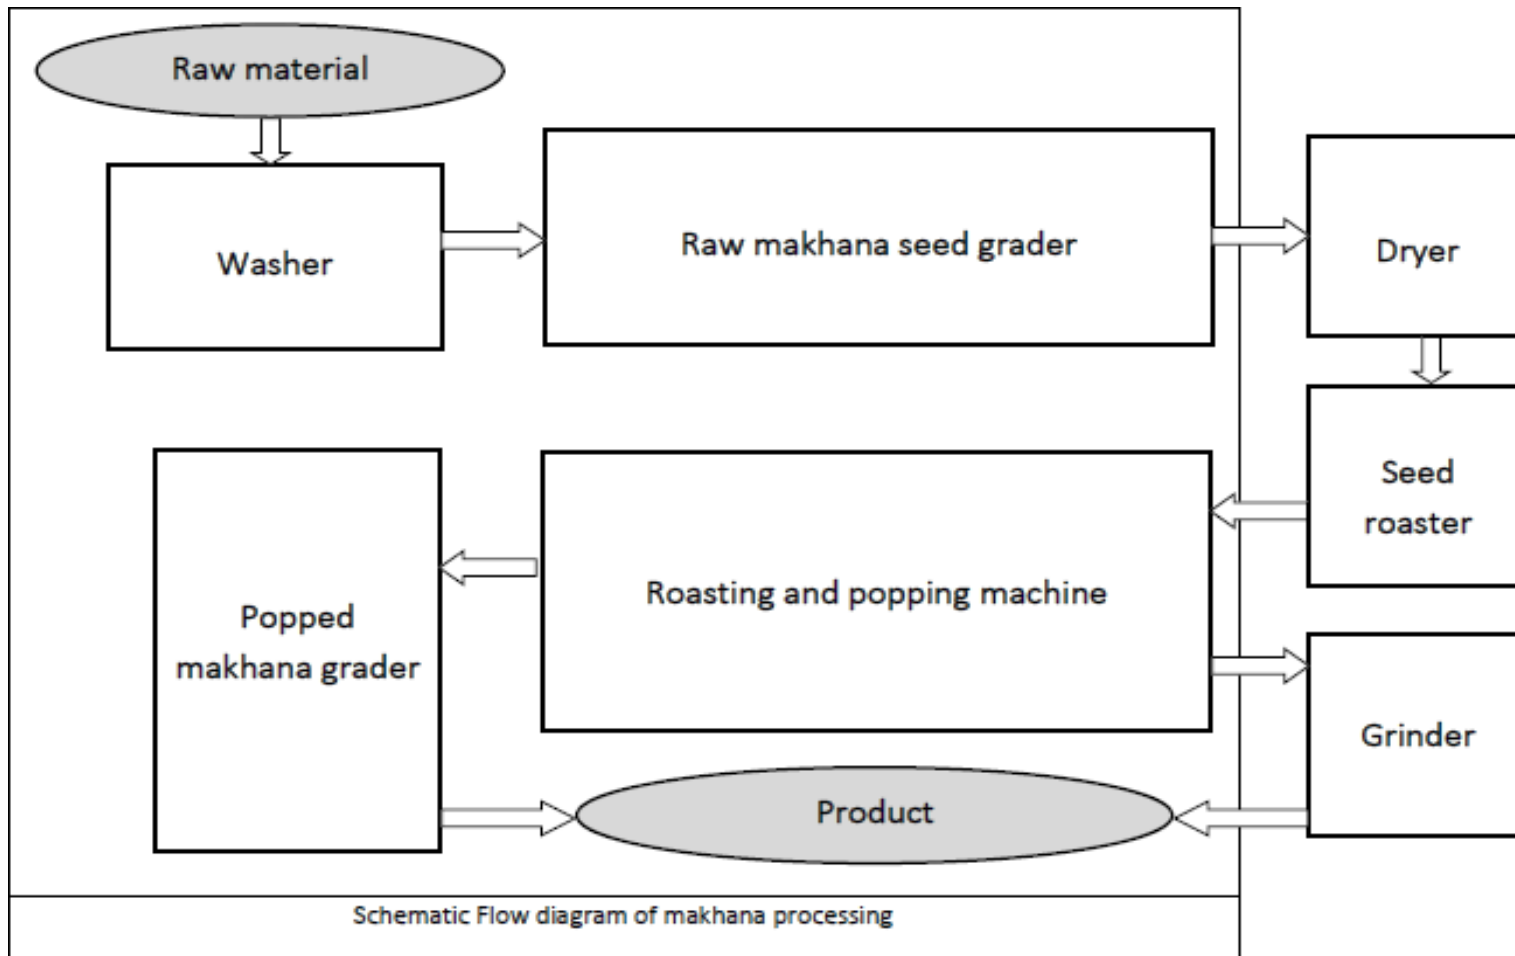 Raw material
Washer
Raw makhana seed grader
Dryer
Seed
roaster
Roasting and popping machine
Popped
makhana grader
Grinder
Product
Schematic Flow diagram of makhana processing